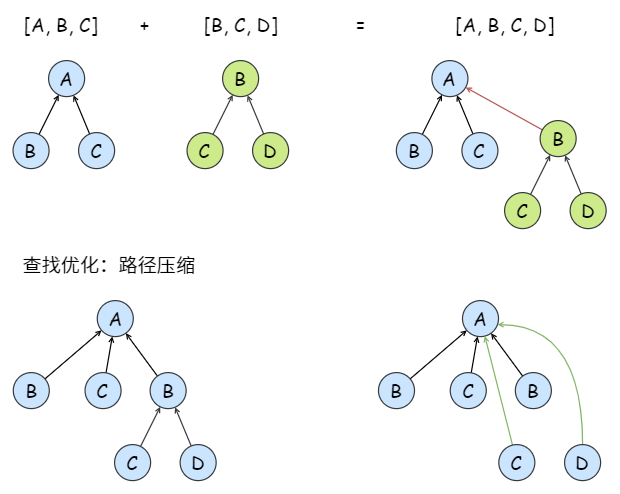 [A, B, C] + [B, C, D] = [A, B, C, D]
A B A
B C C D B C B
C D
查找优化：路径压缩
A A
B C B B C B
C D C D